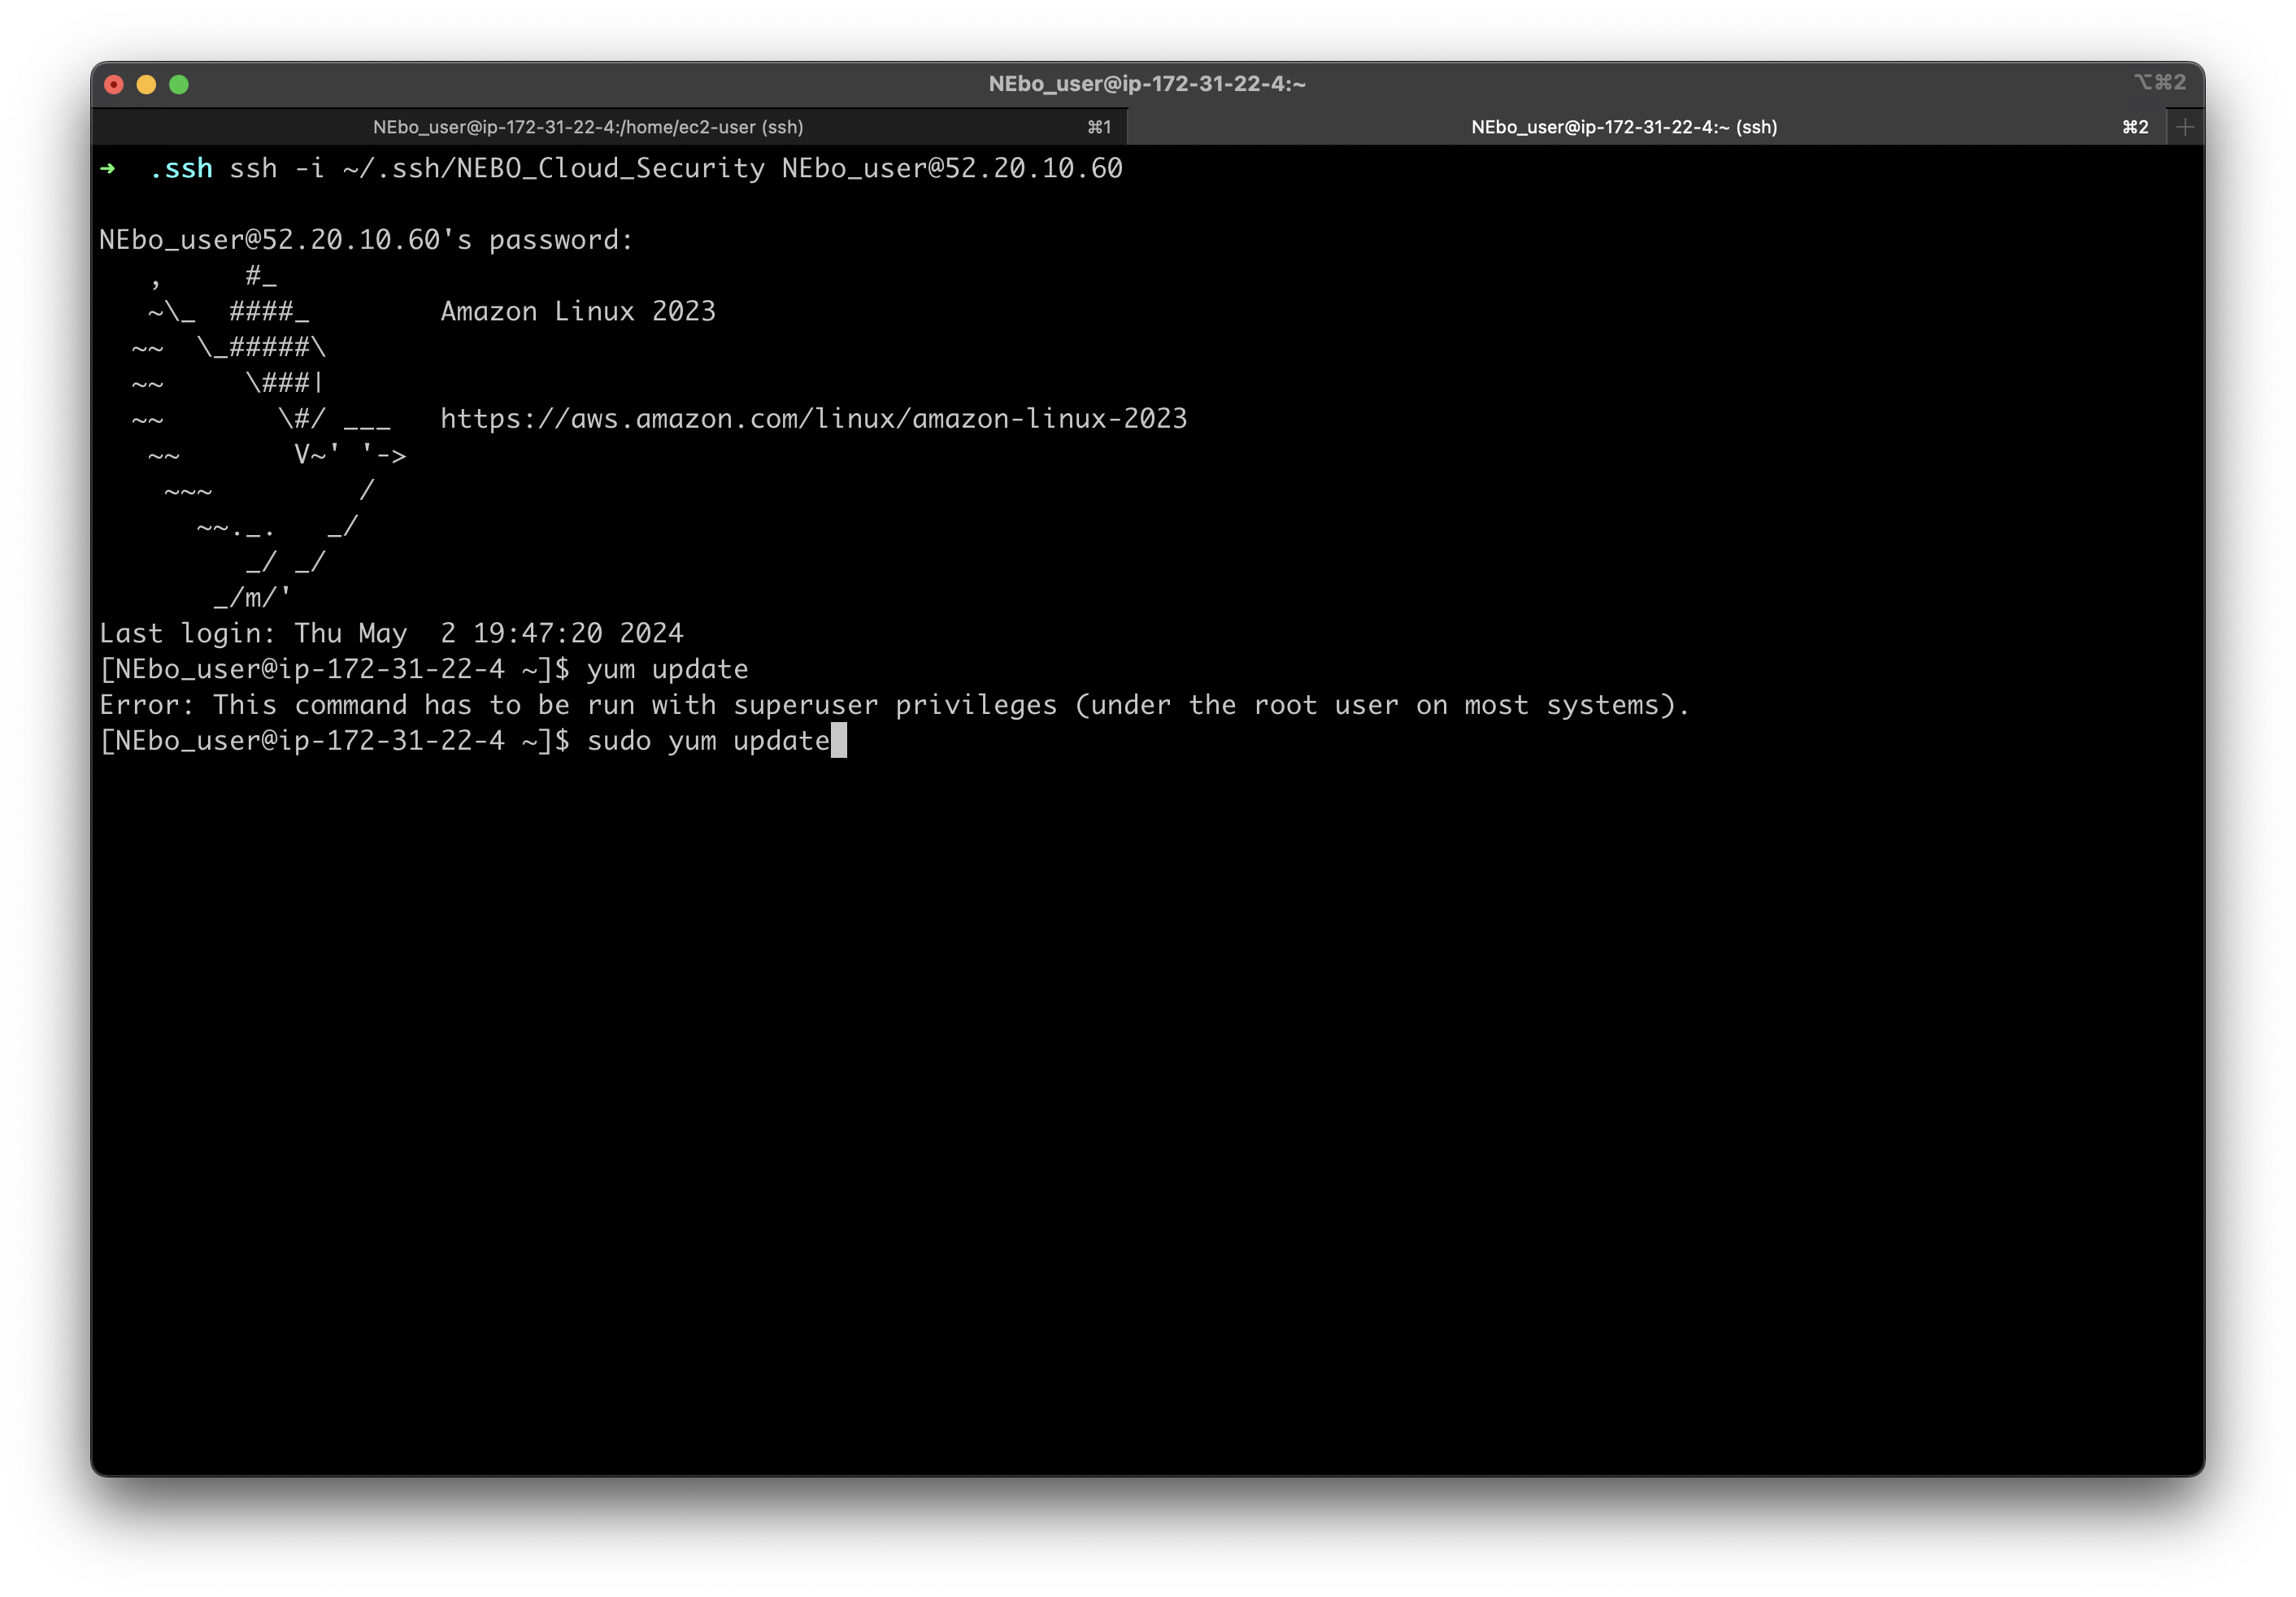 NEbo_user@ip-172-31-22-4:~
⌥⌘2
NEbo_user@ip-172-31-22-4:/home/ec2-user (ssh) ⌘1
NEbo_user@ip-172-31-22-4:~ (ssh) ⌘2 +
➜  .ssh ssh -i ~/.ssh/NEBO_Cloud_Security NEbo_user@52.20.10.60

NEbo_user@52.20.10.60's password:
   ,     #_
   ~\_  ####_        Amazon Linux 2023
  ~~  \_#####\
  ~~     \###|
  ~~       \#/ ___   https://aws.amazon.com/linux/amazon-linux-2023
   ~~       V~' '->
    ~~~         /
      ~~._.   _/
         _/ _/
       _/m/'
Last login: Thu May  2 19:47:20 2024
[NEbo_user@ip-172-31-22-4 ~]$ yum update
Error: This command has to be run with superuser privileges (under the root user on most systems).
[NEbo_user@ip-172-31-22-4 ~]$ sudo yum update